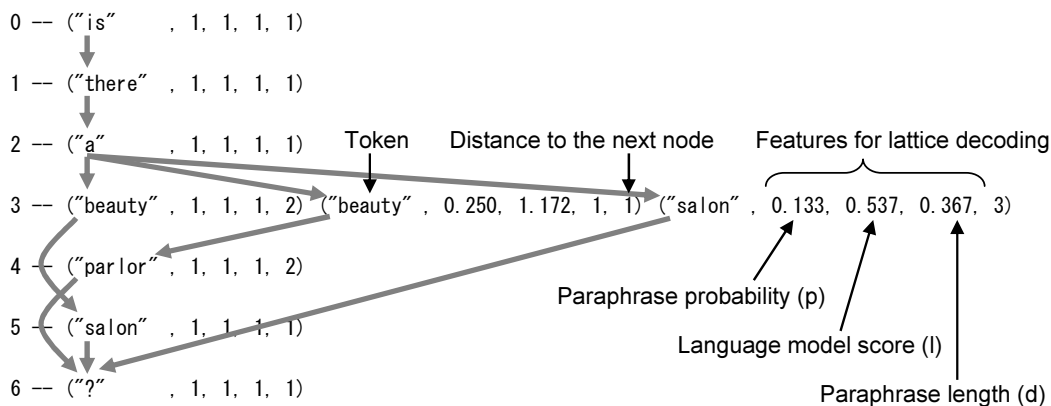 0 -- ("is" , 1, 1, 1, 1)
1 -- ("there" , 1, 1, 1, 1)
2 -- ("a" , 1, 1, 1, 1)
Token
Distance to the next node
Features for lattice decoding
3 -- ("beauty" , 1, 1, 1, 2) ("beauty" , 0.250, 1.172, 1, 1) ("salon" , 0.133, 0.537, 0.367, 3)
4 -- ("parlor" , 1, 1, 1, 2)
Paraphrase probability (p)
5 -- ("salon" , 1, 1, 1, 1)
Language model score (l)
6 -- ("?" , 1, 1, 1, 1)
Paraphrase length (d)